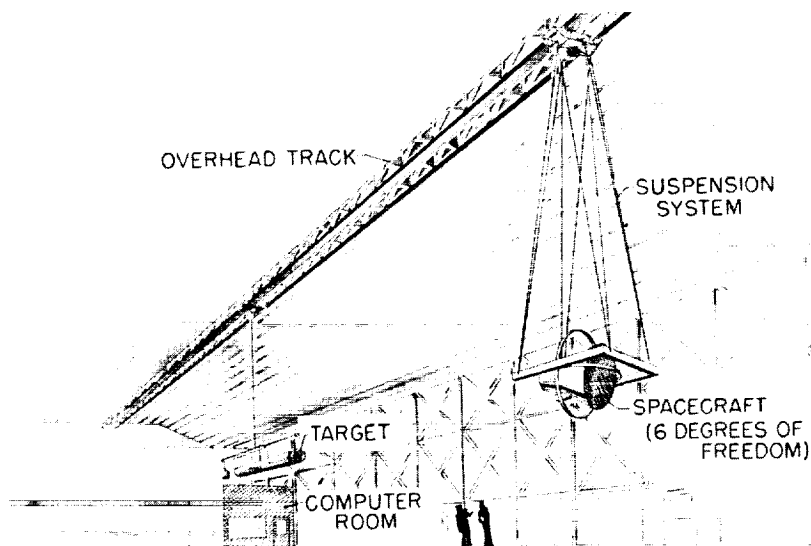 OVERHEAD TRACK
SUSPENSION
SYSTEM
SPACECRAFT
(6 DEGREES OF
FREEDOM)
TARGET
COMPUTER
ROOM